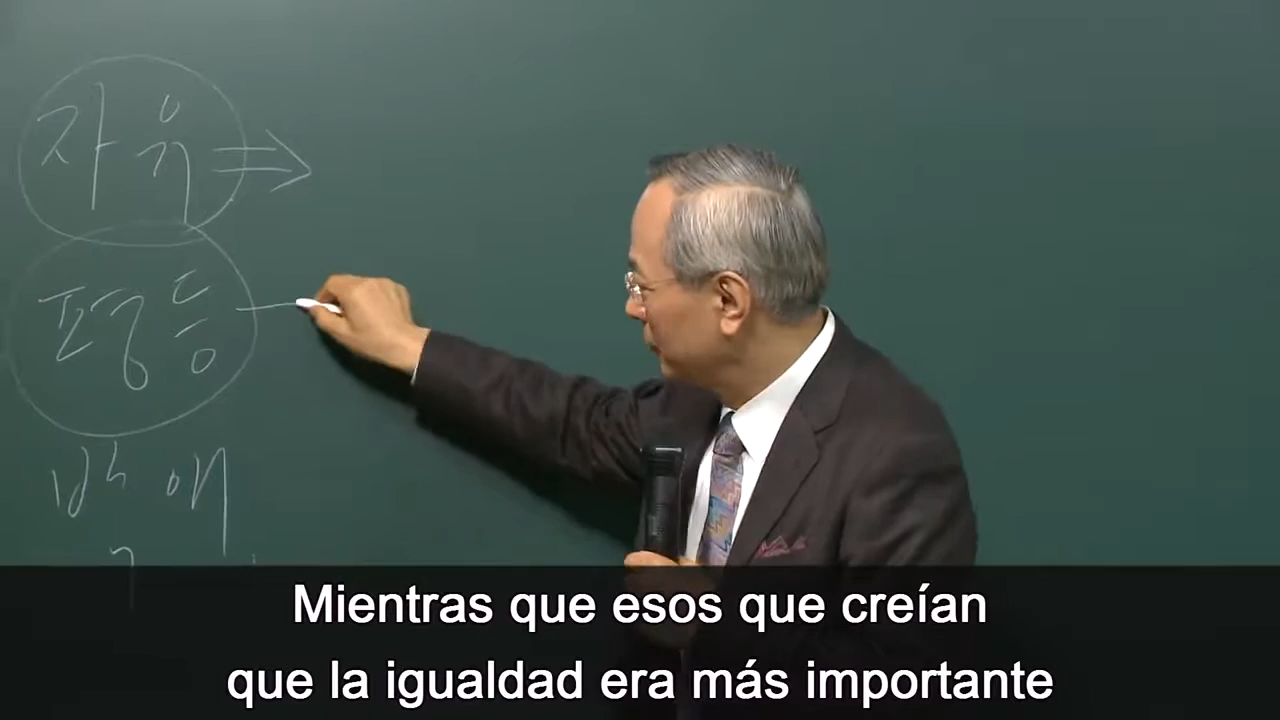 자유
평등
박애
Mientras que esos que creían
que la igualdad era más importante